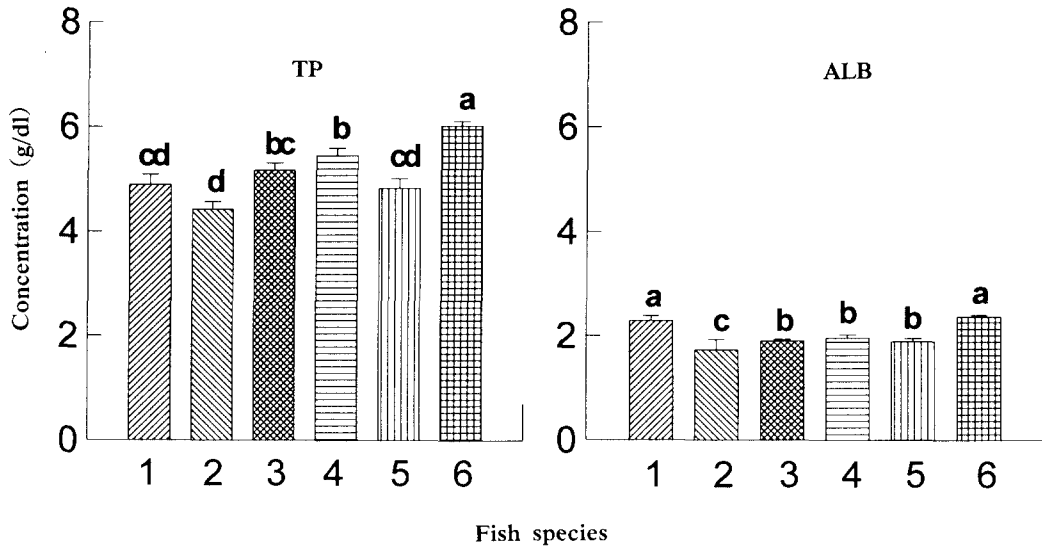 Concentration (g/dl)
TP
8
6
4
2
0
cd
d
bc
b
cd
a
1 2 3 4 5 6
ALB
8
6
4
2
0
a
c
b
b
b
a
1 2 3 4 5 6
Fish species